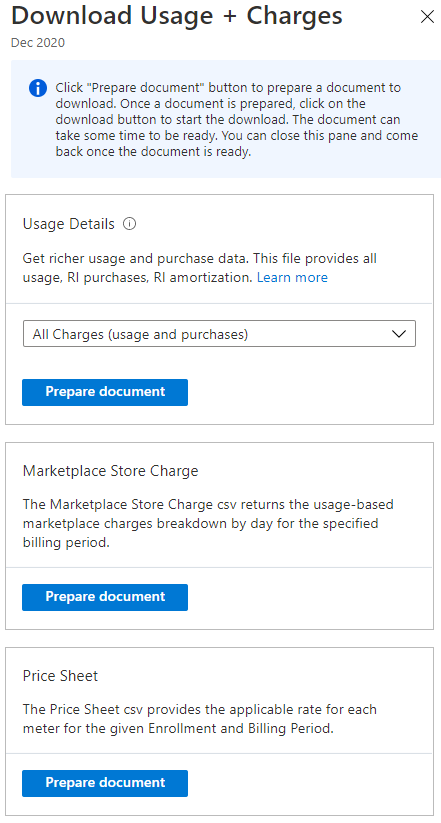 Download Usage + Charges
Dec 2020
Click "Prepare document" button to prepare a document to
download. Once a document is prepared, click on the
download button to start the download. The document can
take some time to be ready. You can close this pane and come
back once the document is ready.
Usage Details
Get richer usage and purchase data. This file provides all
usage, RI purchases, RI amortization. Learn more
All Charges (usage and purchases)
Prepare document
Marketplace Store Charge
The Marketplace Store Charge csv returns the usage-based
marketplace charges breakdown by day for the specified
billing period.
Prepare document
Price Sheet
The Price Sheet csv provides the applicable rate for each
meter for the given Enrollment and Billing Period.
Prepare document